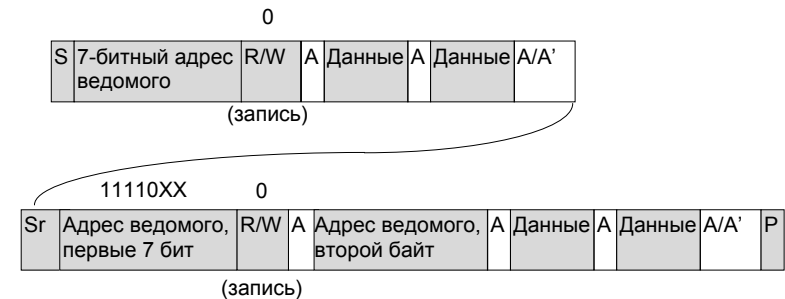 0
S 7-битный адрес ведомого R/W A Данные A Данные A/A’
(запись)
11110XX 0
Sr Адрес ведомого, первые 7 бит R/W A Адрес ведомого, второй байт A Данные A Данные A/A’ P
(запись)